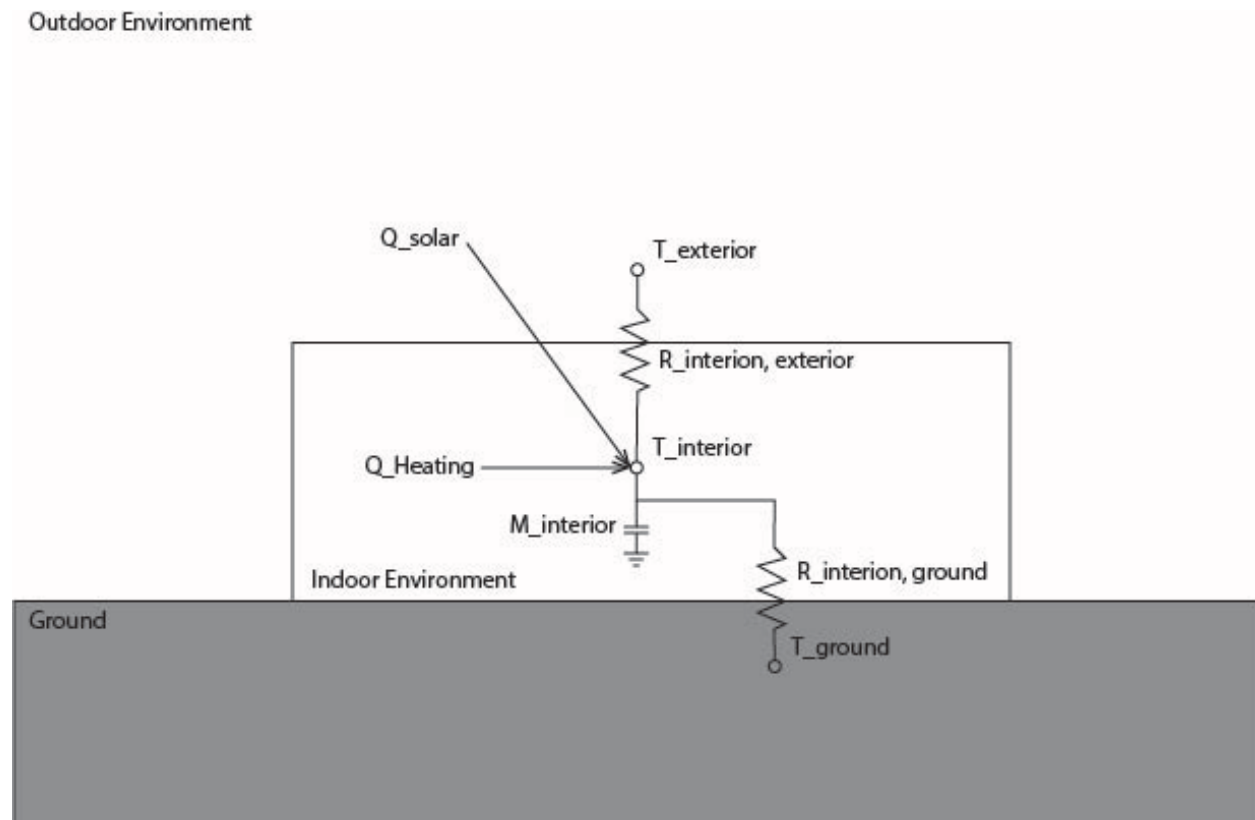 Outdoor Environment
Q_solar
T_exterior
R_interion, exterior
T_interior
Q_Heating
M_interior
R_interion, ground
Indoor Environment
Ground
T_ground